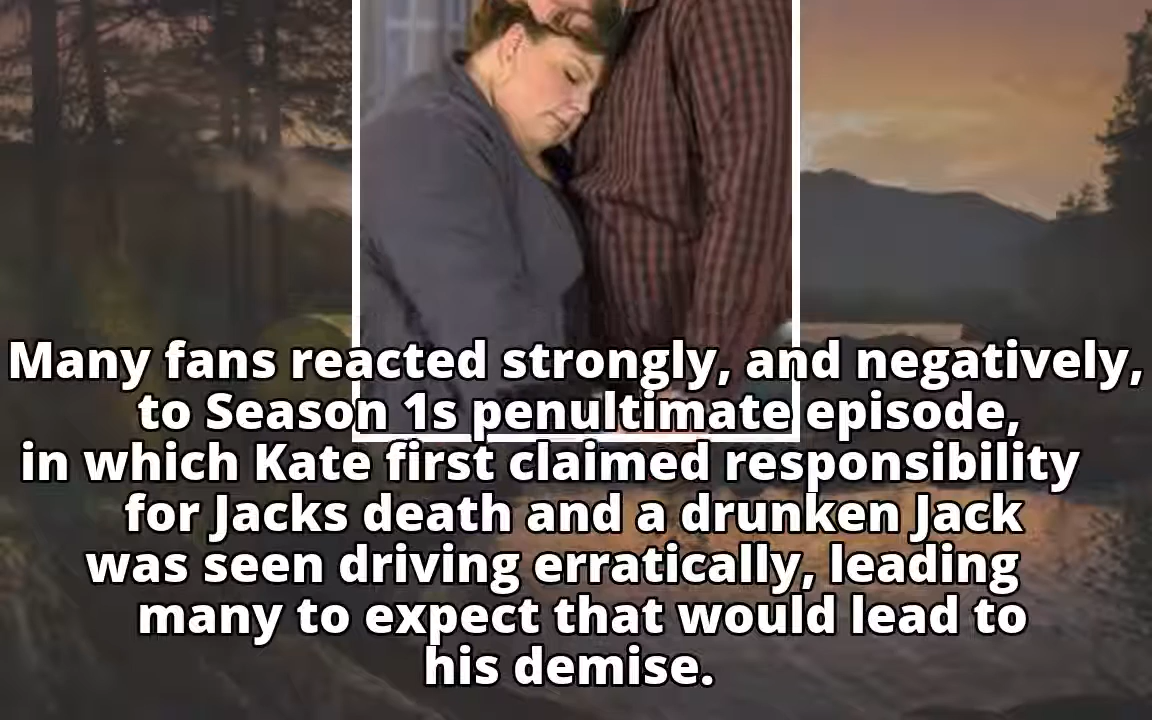 Many fans reacted strongly, and negatively,
to Season 1s penultimate episode,
in which Kate first claimed responsibility
for Jacks death and a drunken Jack
was seen driving erratically, leading
many to expect that would lead to
his demise.